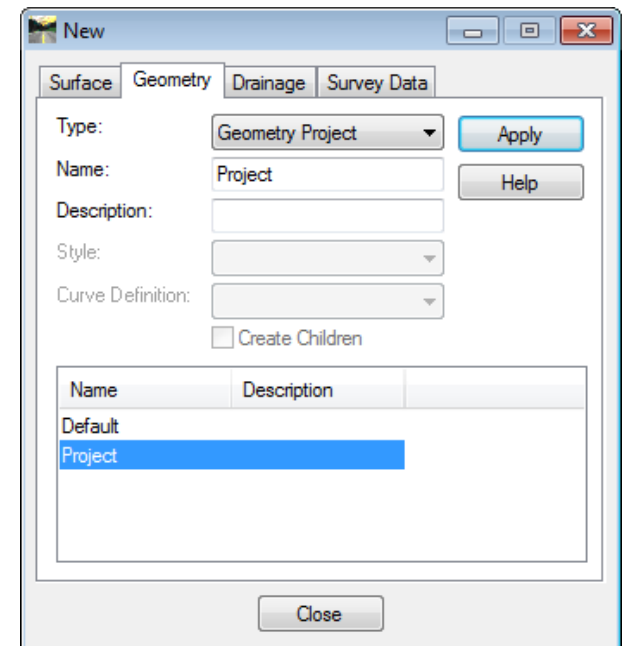 New
Surface Geometry Drainage Survey Data
Type: Geometry Project Apply
Name: Project Help
Description:
Style:
Curve Definition:
Create Children
Name Description
Default
Project
Close